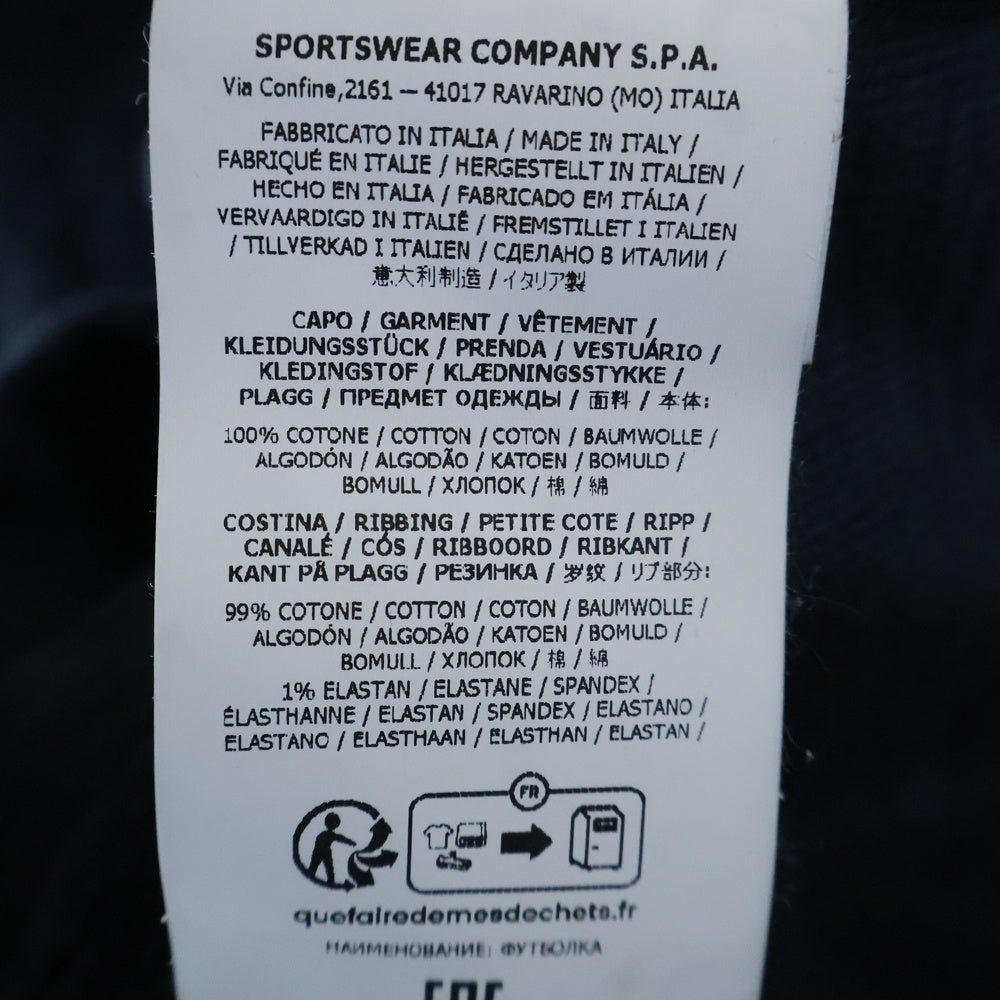 SPORTSWEAR COMPANY S.P.A.
Via Confine,2161 – 41017 RAVARINO (MO) ITALIA
FABBRICATO IN ITALIA / MADE IN ITALY /
FABRIQUÉ EN ITALIE / HERGESTELLT IN ITALIEN /
HECHO EN ITALIA / FABRICADO EM ITÁLIA /
VERVAARDIGD IN ITALIË / FREMSTILLET I ITALIEN
/ TILLVERKAD I ITALIEN / СДЕЛАНО В ИТАЛИИ /
意大利制造 / イタリア製
CAPO / GARMENT / VÊTEMENT /
KLEIDUNGSSTÜCK / PRENDA / VESTUÁRIO /
KLEDINGSTOF / KLÆDNINGSSTYKKE /
PLAGG / ПРЕДМЕТ ОДЕЖДЫ / 面料 / 本体:
100% COTONE / COTTON / COTON / BAUMWOLLE /
ALGODÓN / ALGODÃO / KATOEN / BOMULD /
BOMULL / ХЛОПОК / 棉 / 綿
COSTINA / RIBBING / PETITE COTE / RIPP /
CANALÉ / CÓS / RIBBOORD / RIBKANT /
KANT PÅ PLAGG / РЕЗИНКА / 罗纹 / リブ部分:
99% COTONE / COTTON / COTON / BAUMWOLLE /
ALGODÓN / ALGODÃO / KATOEN / BOMULD /
BOMULL / ХЛОПОК / 棉 / 綿
1% ELASTAN / ELASTANE / SPANDEX /
ÉLASTHANNE / ELASTAN / SPANDEX / ELASTANO /
ELASTANO / ELASTHAAN / ELASTHAN / ELASTAN /
FR
quefairedemesdechets.fr
НАИМЕНОВАНИЕ: ФУТБОЛКА